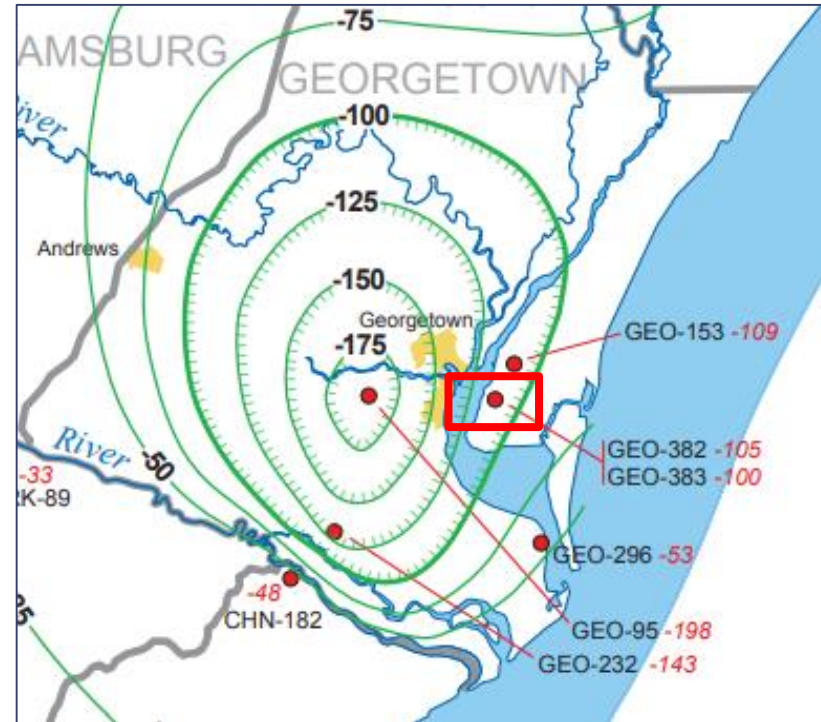 -75
AMSBURG
GEORGETOWN
River
-100
-125
Andrews
-150
Georgetown
-175
GEO-153 -109
River
-50
GEO-382 -105
GEO-383 -100
-33
RK-89
GEO-296 -53
-48
CHN-182
GEO-95 -198
GEO-232 -143